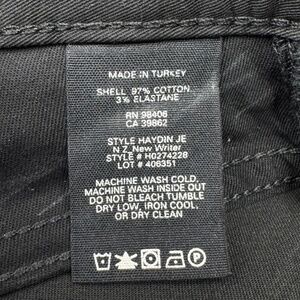 MADE IN TURKEY
SHELL 97% COTTON
3% ELASTANE
RN 98406
CA 39862
STYLE HAYDIN JE
N Z_New Writer
STYLE # H0274228
LOT # 406351
MACHINE WASH COLD.
MACHINE WASH INSIDE OUT
DO NOT BLEACH TUMBLE
DRY LOW, IRON COOL.
OR DRY CLEAN